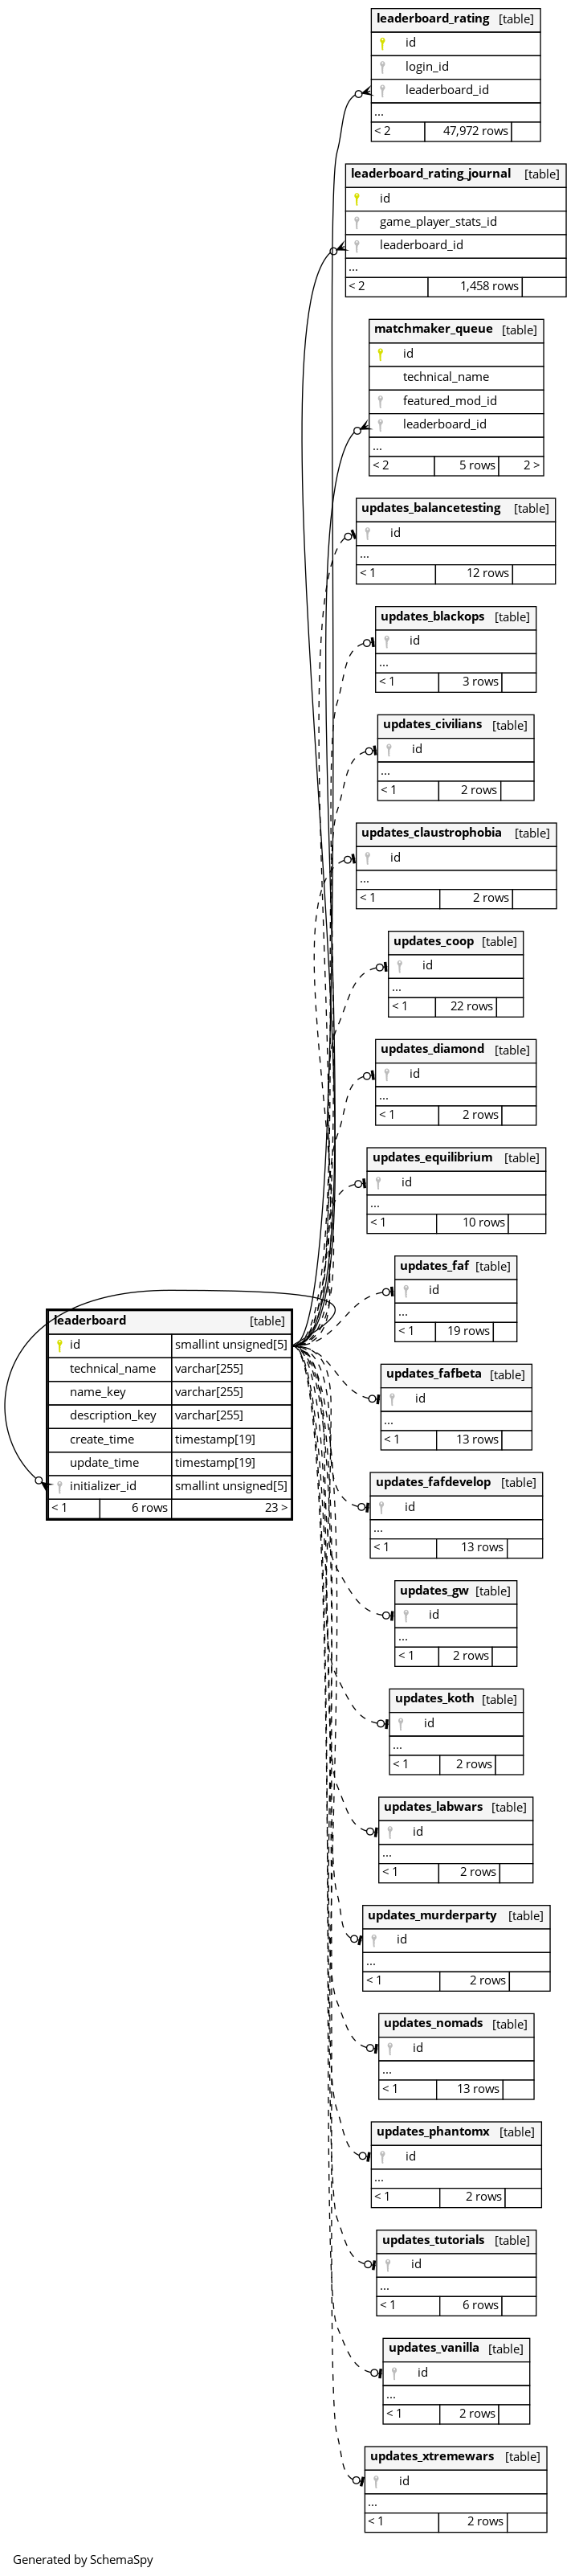 leaderboard_rating [table]
id
login_id
leaderboard_id
...
< 2 47,972 rows
leaderboard_rating_journal [table]
id
game_player_stats_id
leaderboard_id
...
< 2 1,458 rows
matchmaker_queue [table]
id
technical_name
featured_mod_id
leaderboard_id
...
< 2 5 rows 2 >
updates_balancetesting [table]
id
...
< 1 12 rows
updates_blackops [table]
id
...
< 1 3 rows
updates_civilians [table]
id
...
< 1 2 rows
updates_claustrophobia [table]
id
...
< 1 2 rows
updates_coop [table]
id
...
< 1 22 rows
updates_diamond [table]
id
...
< 1 2 rows
updates_equilibrium [table]
id
...
< 1 10 rows
updates_faf [table]
id
...
< 1 19 rows
leaderboard [table]
id smallint unsigned[5]
technical_name varchar[255]
name_key varchar[255]
description_key varchar[255]
create_time timestamp[19]
update_time timestamp[19]
initializer_id smallint unsigned[5]
< 1 6 rows 23 >
updates_fafbeta [table]
id
...
< 1 13 rows
updates_fafdevelop [table]
id
...
< 1 13 rows
updates_gw [table]
id
...
< 1 2 rows
updates_koth [table]
id
...
< 1 2 rows
updates_labwars [table]
id
...
< 1 2 rows
updates_murderparty [table]
id
...
< 1 2 rows
updates_nomads [table]
id
...
< 1 13 rows
updates_phantomx [table]
id
...
< 1 2 rows
updates_tutorials [table]
id
...
< 1 6 rows
updates_vanilla [table]
id
...
< 1 2 rows
updates_xtremewars [table]
id
...
< 1 2 rows
Generated by SchemaSpy